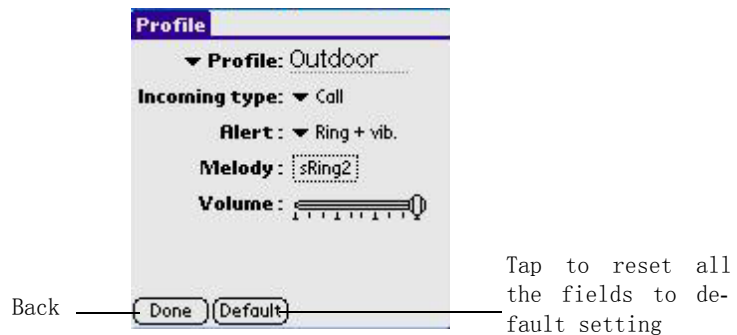 Profile
Profile: Outdoor
Incoming type: Call
Alert: Ring + vib.
Melody: sRing2
Volume:
Tap to reset all
the fields to de-
fault setting
Back
Done Default